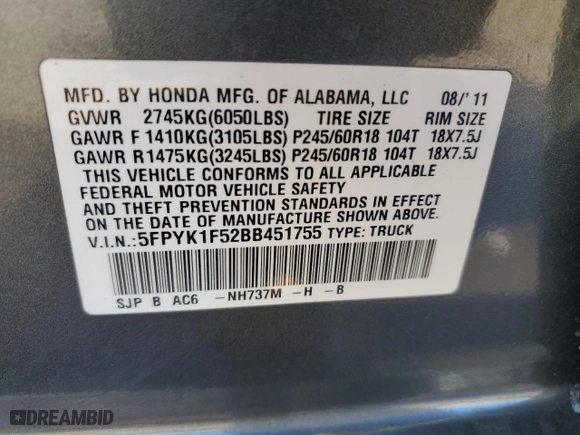 MFD. BY HONDA MFG. OF ALABAMA, LLC 08/'11
GVWR 2745KG(6050LBS) TIRE SIZE RIM SIZE
GAWR F 1410KG(3105LBS) P245/60R18 104T 18X7.5J
GAWR R 1475KG(3245LBS) P245/60R18 104T 18X7.5J
THIS VEHICLE CONFORMS TO ALL APPLICABLE
FEDERAL MOTOR VEHICLE SAFETY
AND THEFT PREVENTION STANDARDS IN EFFECT
ON THE DATE OF MANUFACTURE SHOWN ABOVE
V.I.N.:5FPYK1F52BB451755 TYPE: TRUCK
SJP B AC6 -NH737M -H -B
DREAMBID